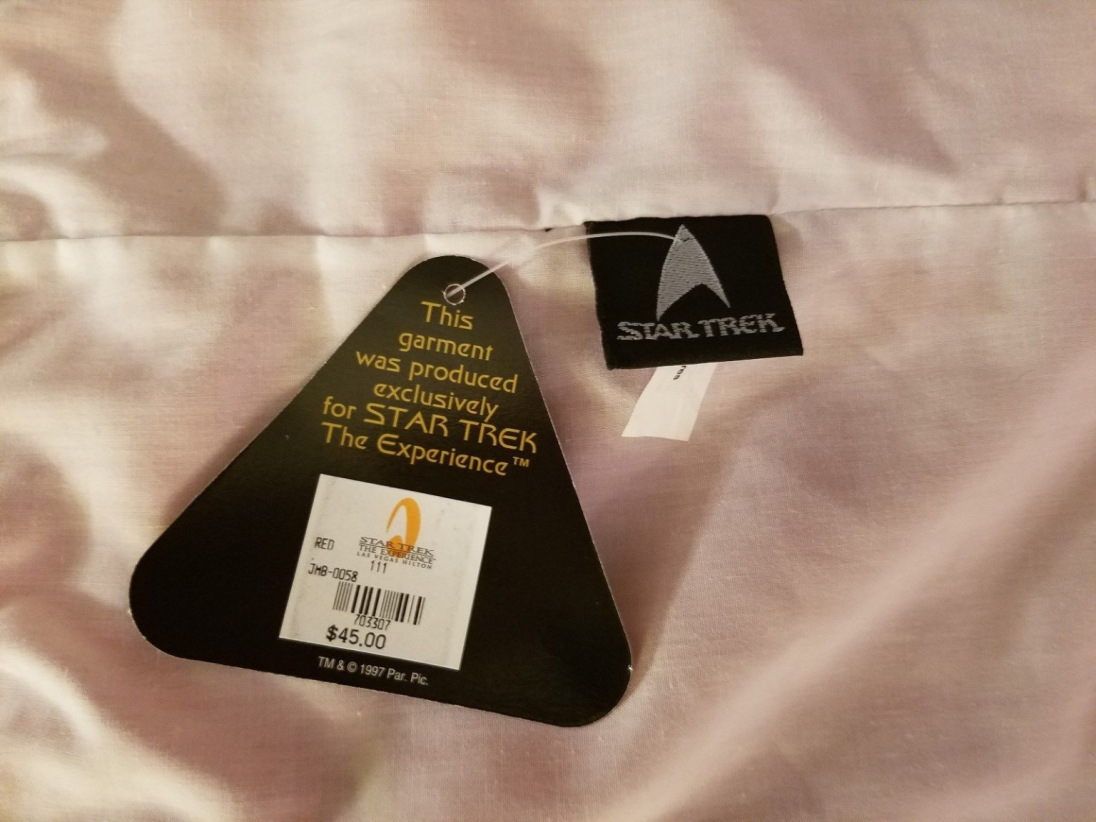 This
garment
was produced
exclusively
for STAR TREK
The Experience™
STAR TREK
THE EXPERIENCE
LAS VEGAS HILTON
RED
111
JMB-0058
703307
$45.00
TM & © 1997 Par. Pic.
STAR TREK